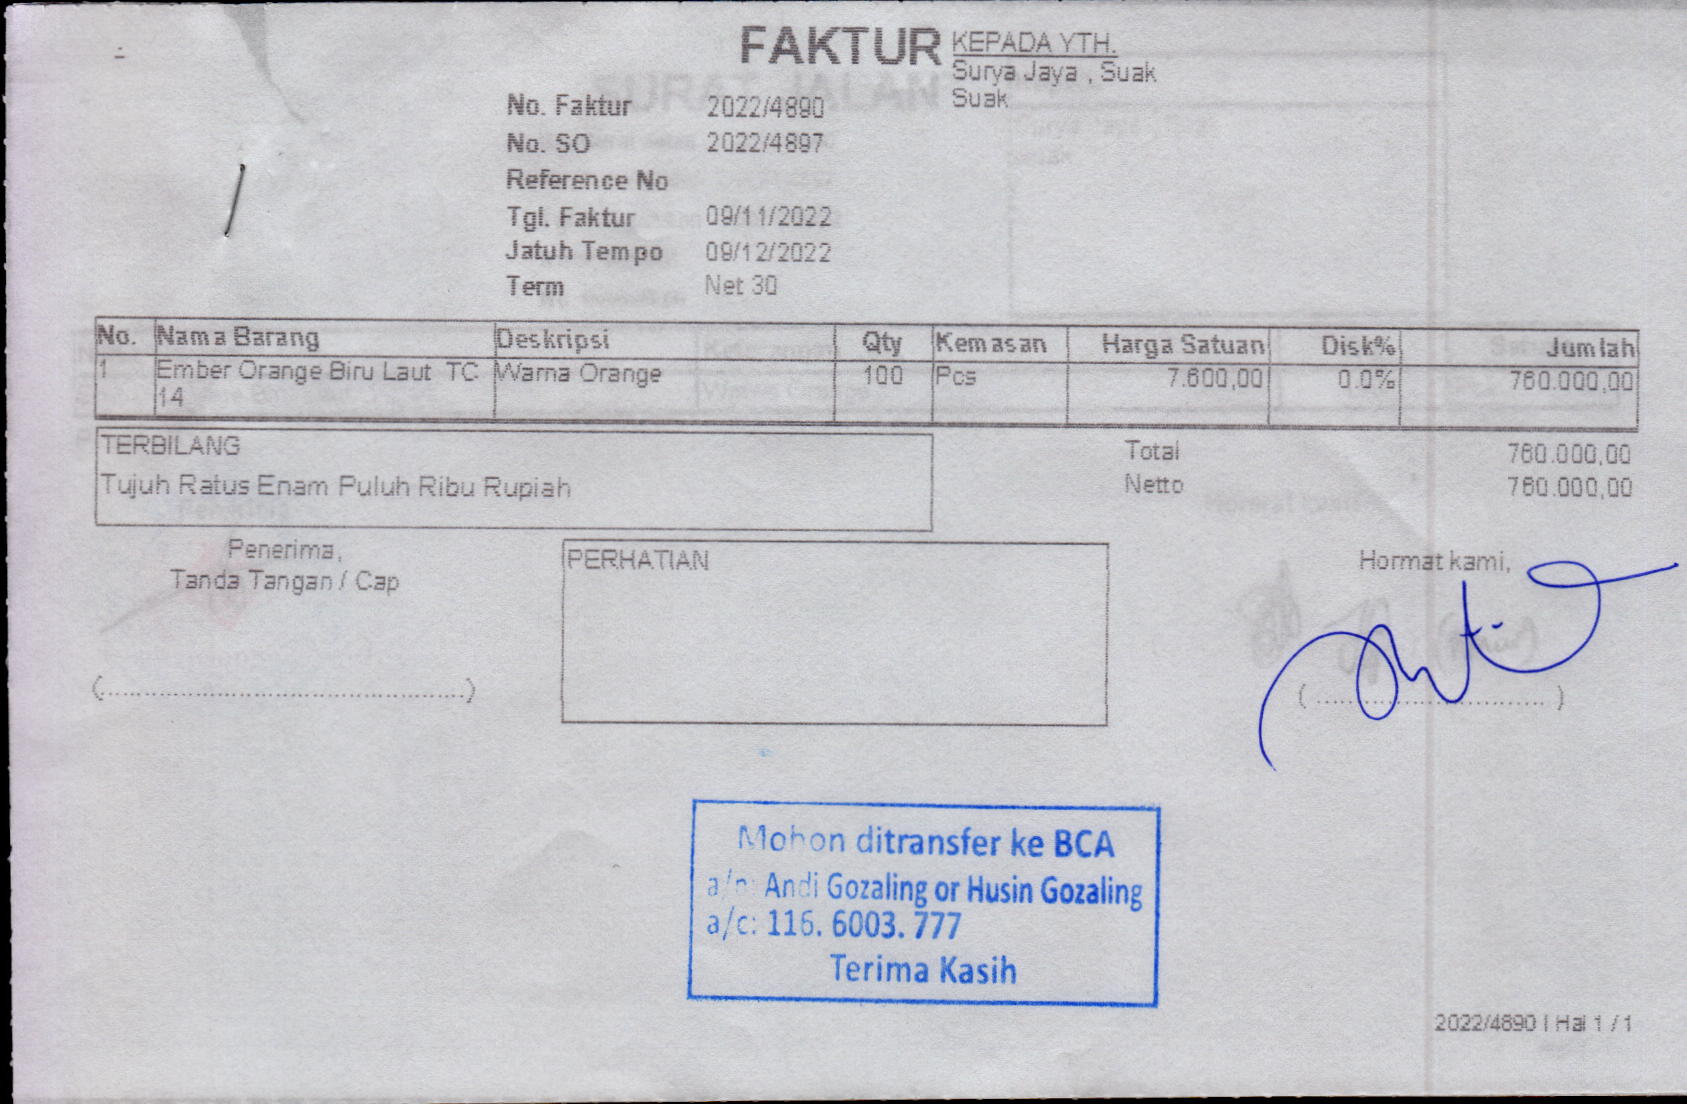 FAKTUR
KEPADA YTH.
Surya Jaya , Suak
Suak
No. Faktur 2022/4890
No. SO 2022/4897
Reference No
Tgl. Faktur 09/11/2022
Jatuh Tempo 09/12/2022
Term Net 30
No. Nama Barang Deskripsi Qty Kemasan Harga Satuan Disk% Jumlah
1 Ember Orange Biru Laut TC Warna Orange 100 Pcs 7.600,00 0.0% 760.000,00
14
TERBILANG
Tujuh Ratus Enam Puluh Ribu Rupiah
Total 760.000,00
Netto 760.000,00
Penerima,
Tanda Tangan / Cap
(..............................................)
PERHATIAN
Hormat kami,
(..............................)
Mohon ditransfer ke BCA
a/n: Andi Gozaling or Husin Gozaling
a/c: 116. 6003. 777
Terima Kasih
2022/4890 | Hal 1 / 1